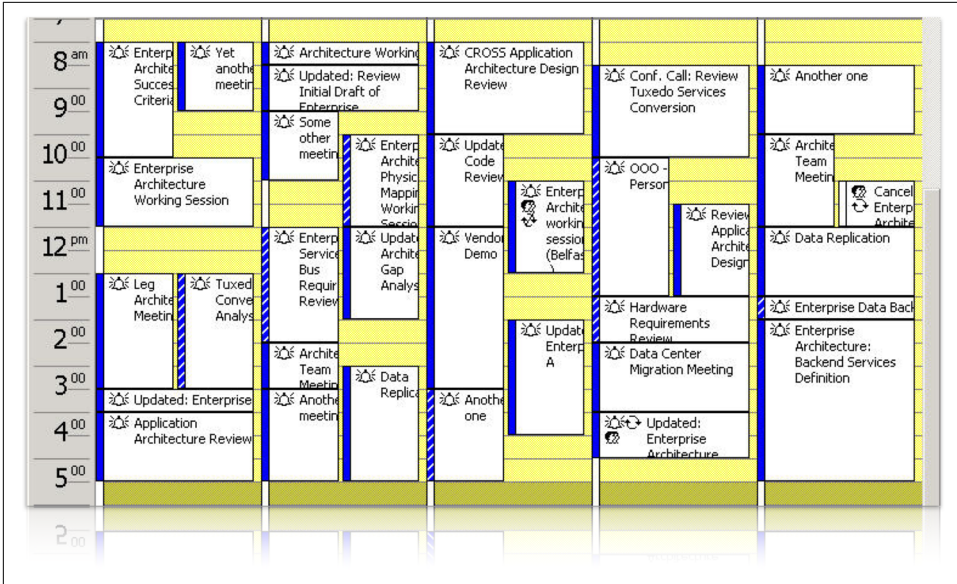 8 am
9 00
10 00
11 00
12 pm
1 00
2 00
3 00
4 00
5 00
Enterp
Archite
Succes
Criteria
Yet
anothe
meetin
Enterprise
Architecture
Working Session
Leg
Archite
Meetin
Tuxed
Conve
Analys
Updated: Enterprise
Application
Architecture Review
Architecture Working
Updated: Review
Initial Draft of
Enterprise
Some
other
meetin
Enterp
Archite
Physic
Mappin
Workin
Sessio
Enterp
Service
Bus
Requir
Review
Update
Archite
Gap
Analys
Archite
Team
Meetin
Anothe
meetin
Data
Replica
CROSS Application
Architecture Design
Review
Update
Code
Review
Enterp
Archite
working
session
(Belfas
)
Vendor
Demo
Update
Enterp
A
Anothe
one
Conf. Call: Review
Tuxedo Services
Conversion
OOO -
Person
Review
Applica
Archite
Design
Hardware
Requirements
Review
Data Center
Migration Meeting
Updated:
Enterprise
Architecture
Another one
Archite
Team
Meetin
Cancel
Enterp
Archite
Data Replication
Enterprise Data Back
Enterprise
Architecture:
Backend Services
Definition